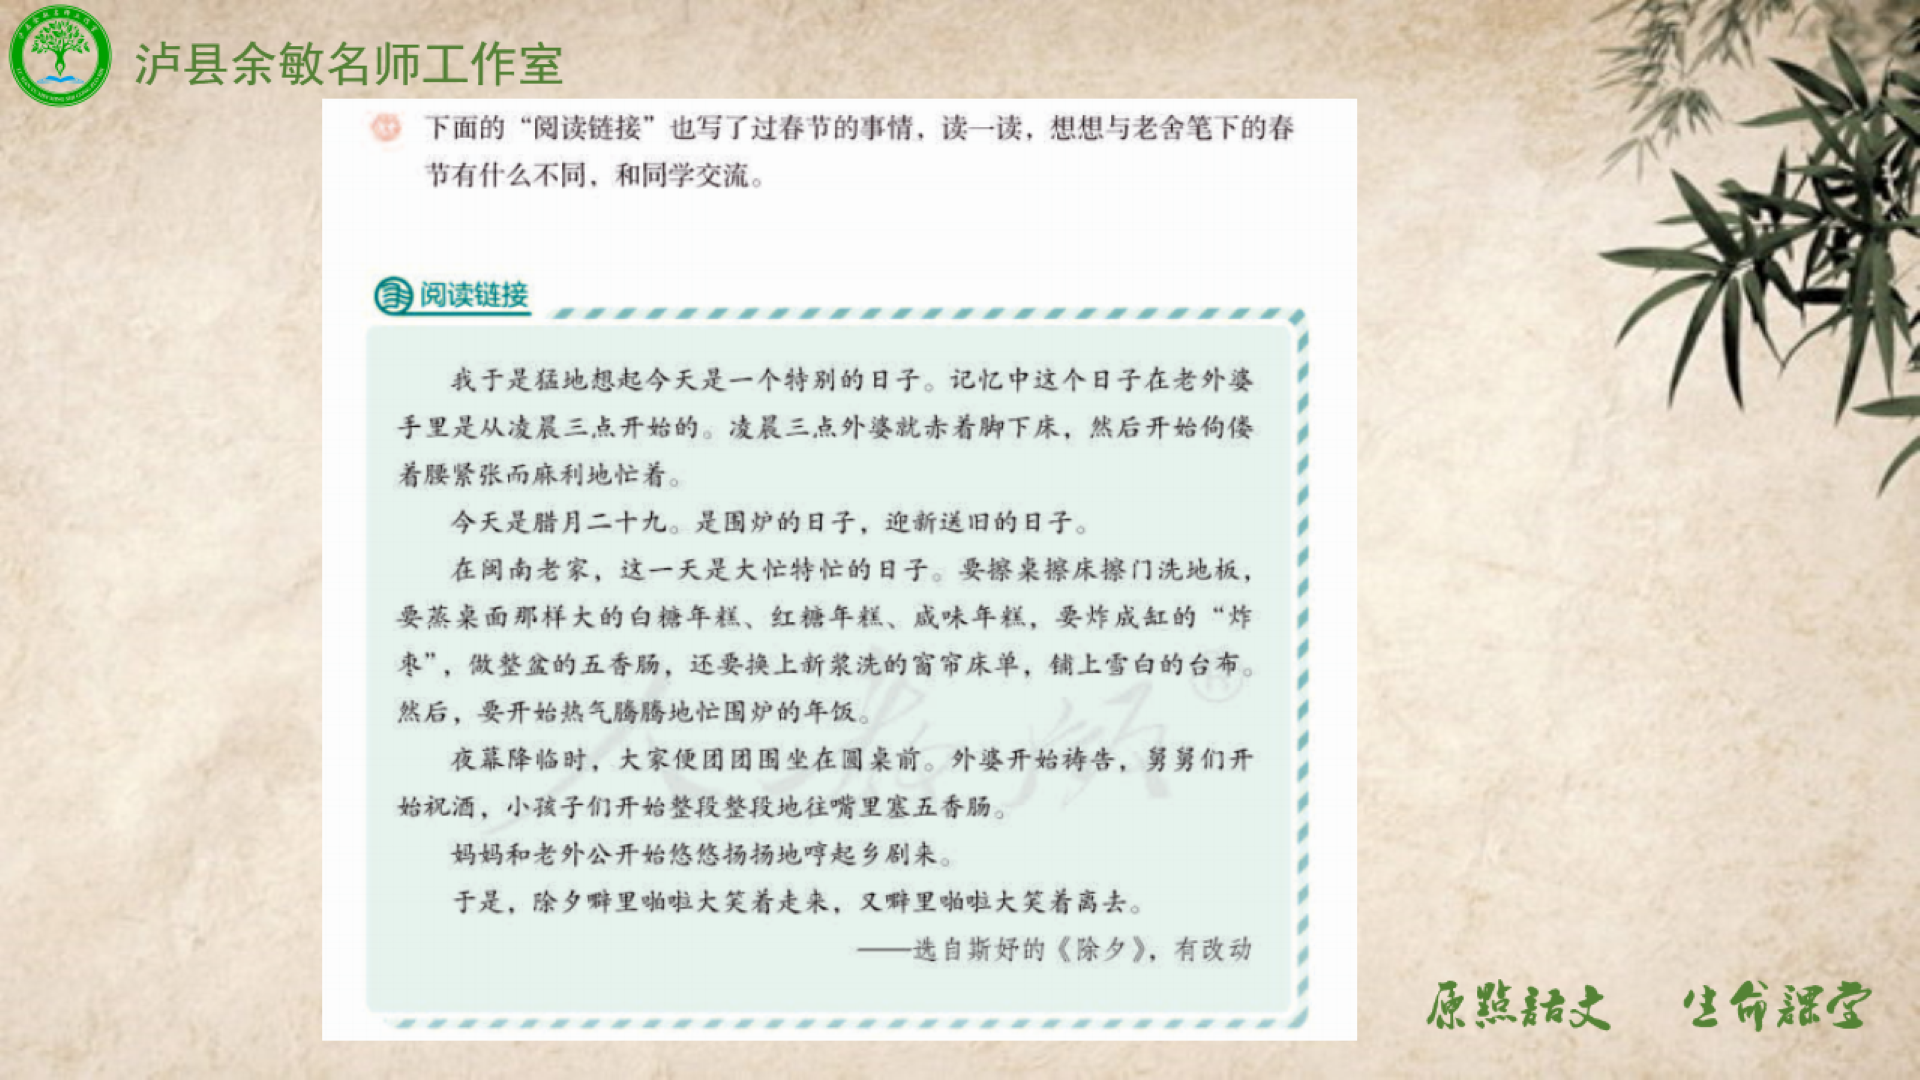 泸县余敏名师工作室
下面的“阅读链接”也写了过春节的事情，读一读，想想与老舍笔下的春
节有什么不同，和同学交流。
阅读链接
我于是猛地想起今天是一个特别的日子。记忆中这个日子在老外婆
手里是从凌晨三点开始的。凌晨三点外婆就赤着脚下床，然后开始佝偻
着腰紧张而麻利地忙着。
今天是腊月二十九。是围炉的日子，迎新送旧的日子。
在闽南老家，这一天是大忙特忙的日子。要擦桌擦床擦门洗地板，
要蒸桌面那样大的白糖年糕、红糖年糕、咸味年糕，要炸成缸的“炸
枣”，做整盆的五香肠，还要换上新浆洗的窗帘床单，铺上雪白的台布。
然后，要开始热气腾腾地忙围炉的年饭。
夜幕降临时，大家便团团围坐在圆桌前。外婆开始祷告，舅舅们开
始祝酒，小孩子们开始整段整段地往嘴里塞五香肠。
妈妈和老外公开始悠悠扬扬地哼起乡剧来。
于是，除夕噼里啪啦大笑着走来，又噼里啪啦大笑着离去。
——选自斯妤的《除夕》，有改动
原點語文 生命課堂